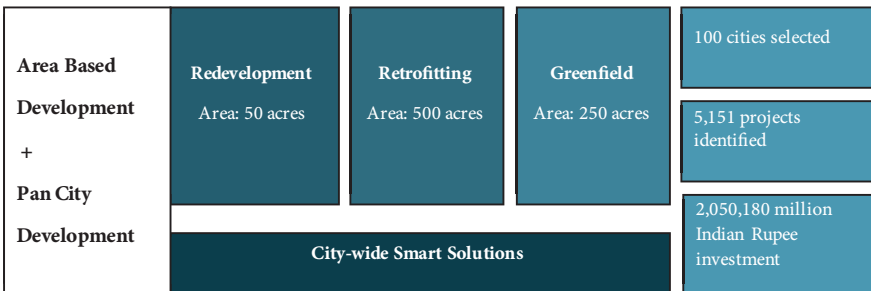 Area Based
Development
+
Pan City
Development
Redevelopment
Area: 50 acres
Retrofitting
Area: 500 acres
Greenfield
Area: 250 acres
City-wide Smart Solutions
100 cities selected
5,151 projects
identified
2,050,180 million
Indian Rupee
investment